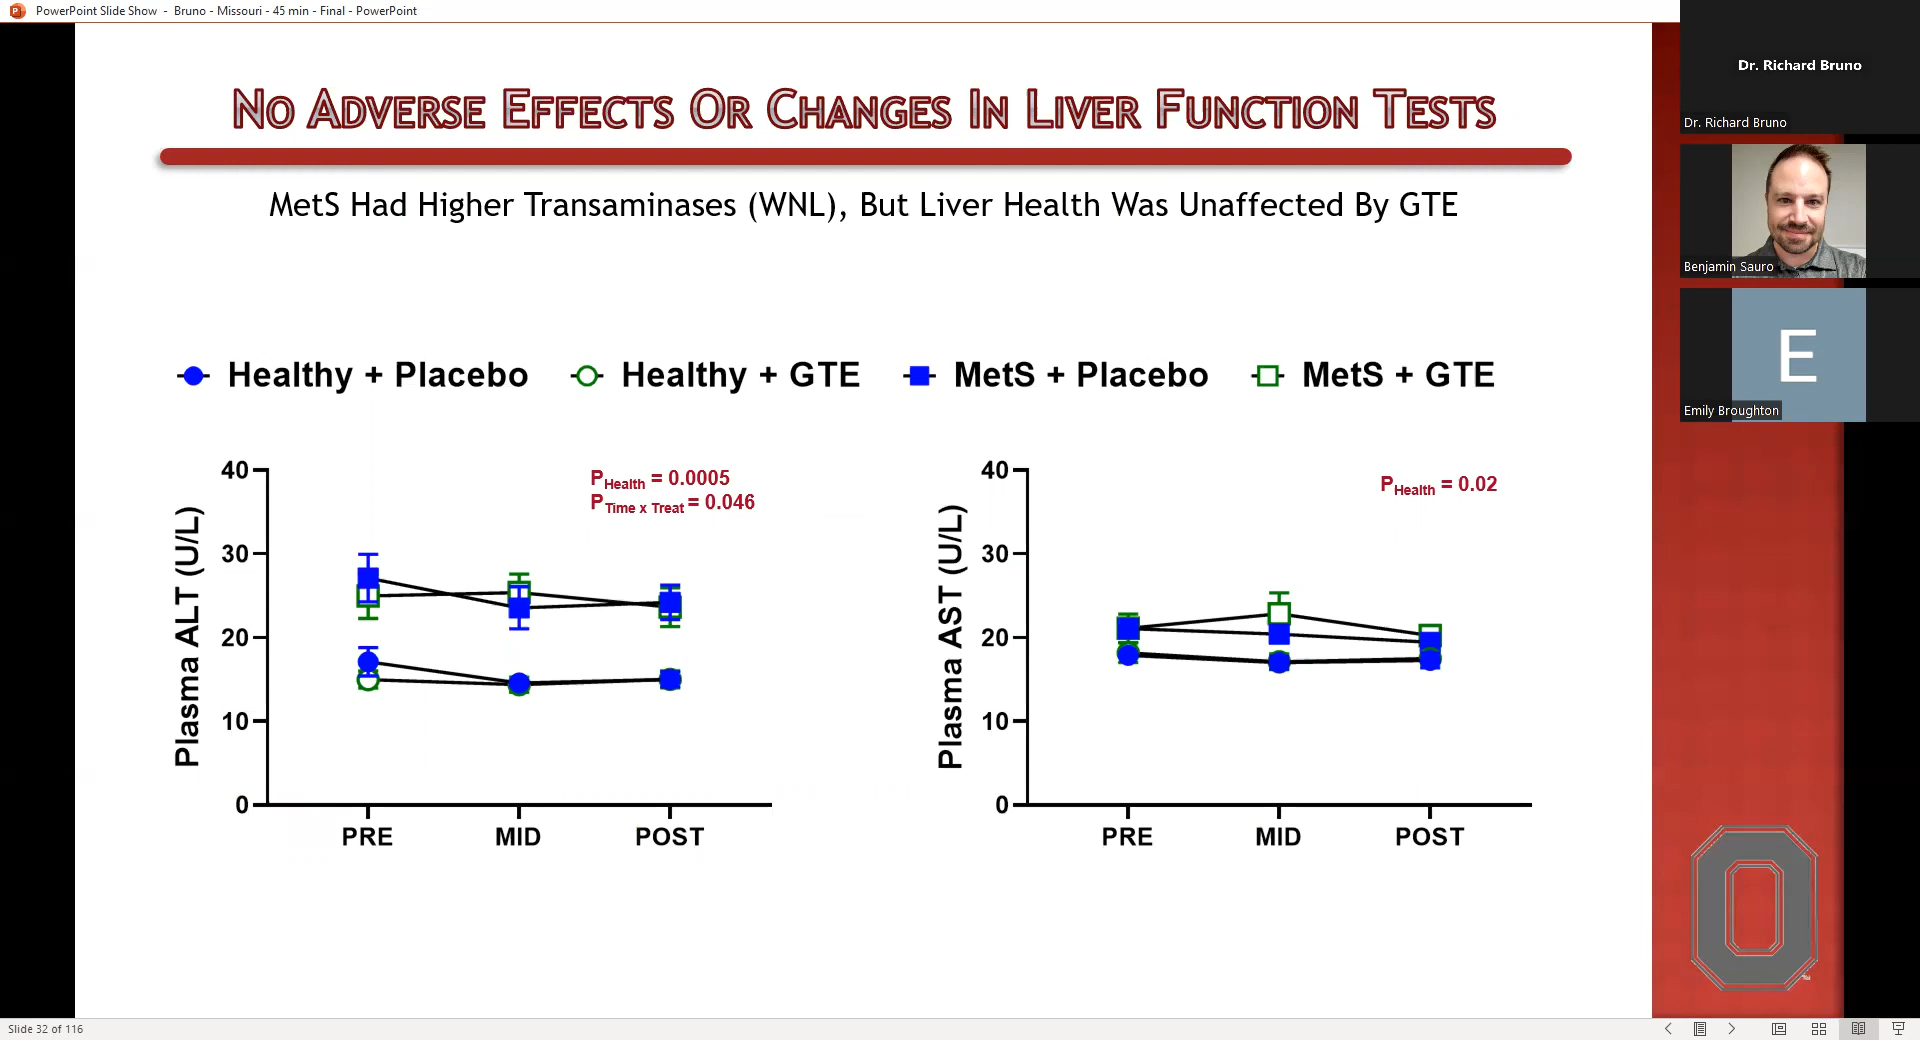 PowerPoint Slide Show - Bruno - Missouri - 45 min - Final - PowerPoint
No Adverse Effects Or Changes In Liver Function Tests
MetS Had Higher Transaminases (WNL), But Liver Health Was Unaffected By GTE
Healthy + Placebo Healthy + GTE MetS + Placebo MetS + GTE
Plasma ALT (U/L)
40
30
20
10
0
PHealth = 0.0005
PTime x Treat = 0.046
PRE MID POST
Plasma AST (U/L)
40
30
20
10
0
PHealth = 0.02
PRE MID POST
Dr. Richard Bruno
Dr. Richard Bruno
Benjamin Sauro
E
Emily Broughton
O
Slide 32 of 116